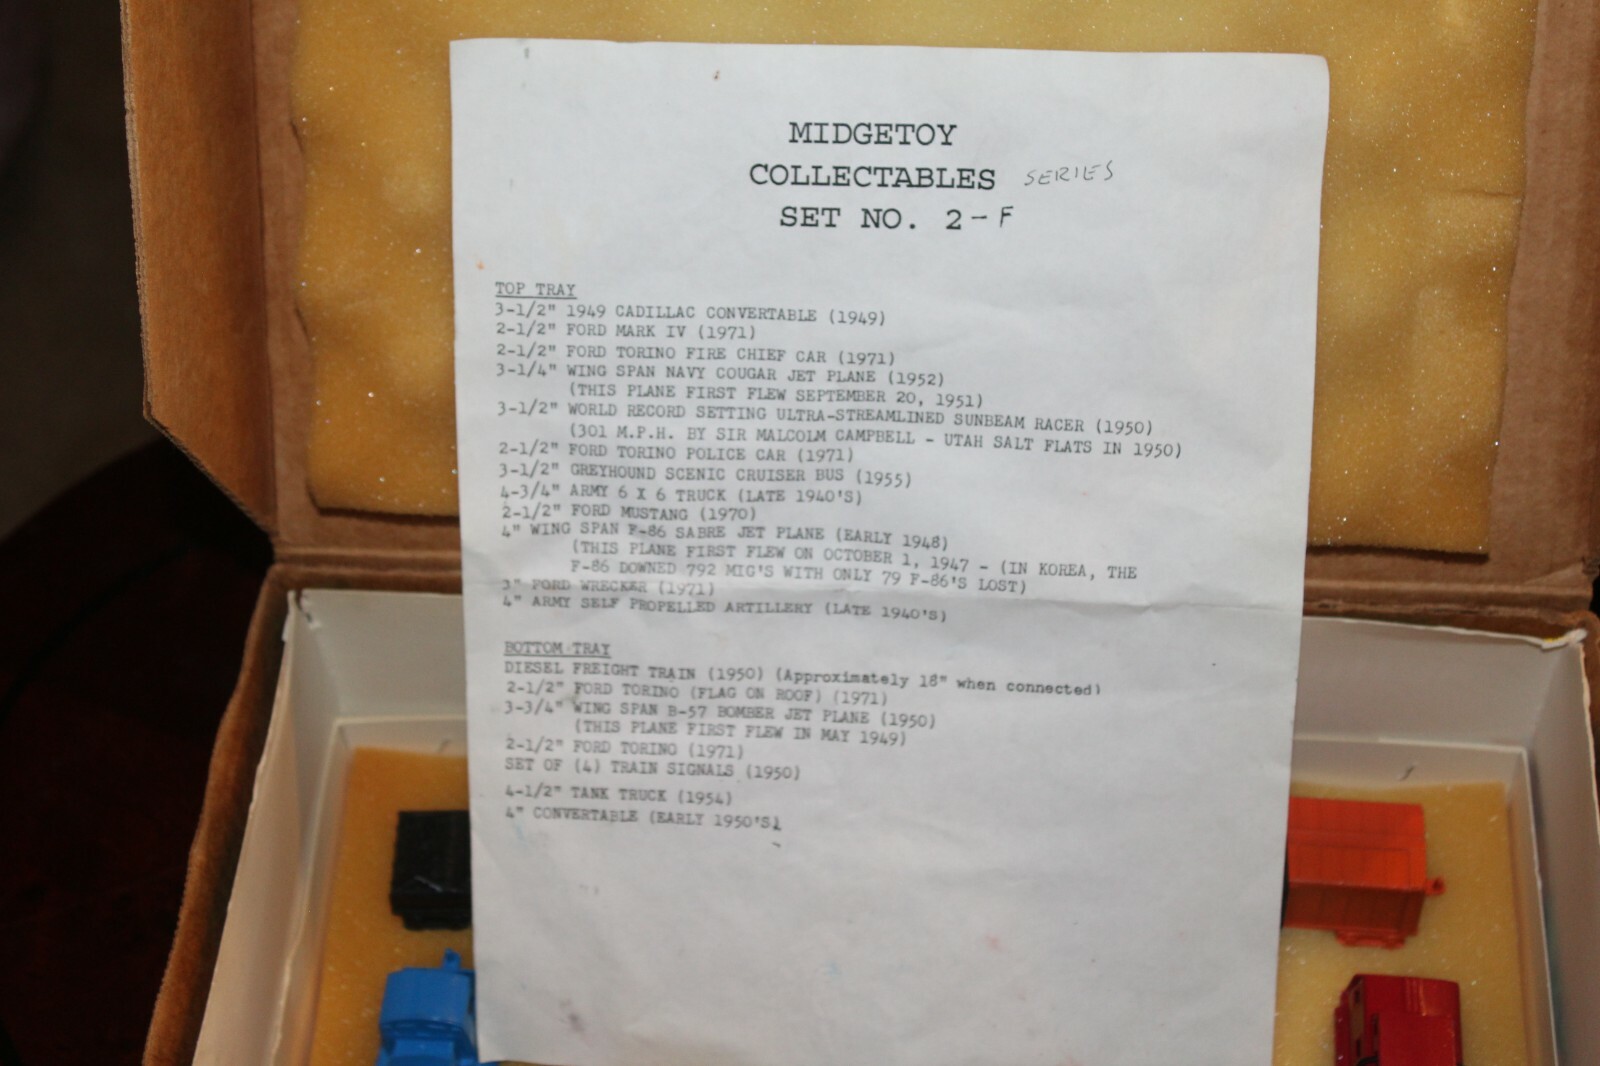 MIDGETOY
COLLECTABLES SERIES
SET NO. 2-F
TOP TRAY
3-1/2" 1949 CADILLAC CONVERTABLE (1949)
2-1/2" FORD MARK IV (1971)
2-1/2" FORD TORINO FIRE CHIEF CAR (1971)
3-1/4" WING SPAN NAVY COUGAR JET PLANE (1952)
(THIS PLANE FIRST FLEW SEPTEMBER 20, 1951)
3-1/2" WORLD RECORD SETTING ULTRA-STREAMLINED SUNBEAM RACER (1950)
(301 M.P.H. BY SIR MALCOLM CAMPBELL - UTAH SALT FLATS IN 1950)
2-1/2" FORD TORINO POLICE CAR (1971)
3-1/2" GREYHOUND SCENIC CRUISER BUS (1955)
4-3/4" ARMY 6 X 6 TRUCK (LATE 1940'S)
2-1/2" FORD MUSTANG (1970)
4" WING SPAN F-86 SABRE JET PLANE (EARLY 1948)
(THIS PLANE FIRST FLEW ON OCTOBER 1, 1947 - (IN KOREA, THE
F-86 DOWNED 792 MIG'S WITH ONLY 79 F-86'S LOST)
3" FORD WRECKER (1971)
4" ARMY SELF PROPELLED ARTILLERY (LATE 1940'S)
BOTTOM TRAY
DIESEL FREIGHT TRAIN (1950) (Approximately 18" when connected)
2-1/2" FORD TORINO (FLAG ON ROOF) (1971)
3-3/4" WING SPAN B-57 BOMBER JET PLANE (1950)
(THIS PLANE FIRST FLEW IN MAY 1949)
2-1/2" FORD TORINO (1971)
SET OF (4) TRAIN SIGNALS (1950)
4-1/2" TANK TRUCK (1954)
4" CONVERTABLE (EARLY 1950'S)